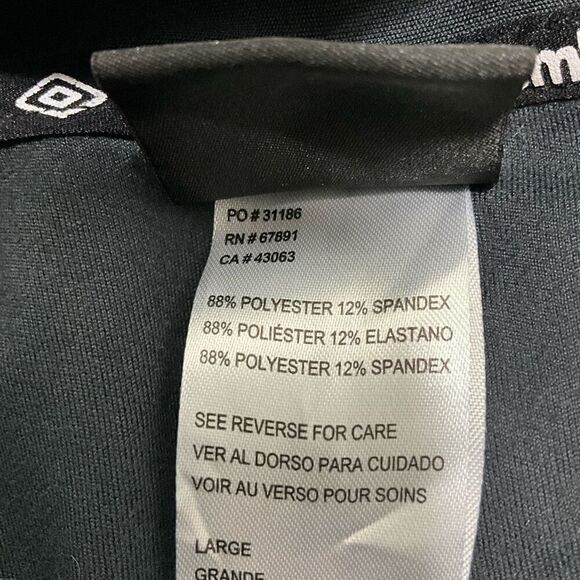 PO # 31186
RN # 67891
CA # 43063
88% POLYESTER 12% SPANDEX
88% POLIÉSTER 12% ELASTANO
88% POLYESTER 12% SPANDEX
SEE REVERSE FOR CARE
VER AL DORSO PARA CUIDADO
VOIR AU VERSO POUR SOINS
LARGE
GRANDE